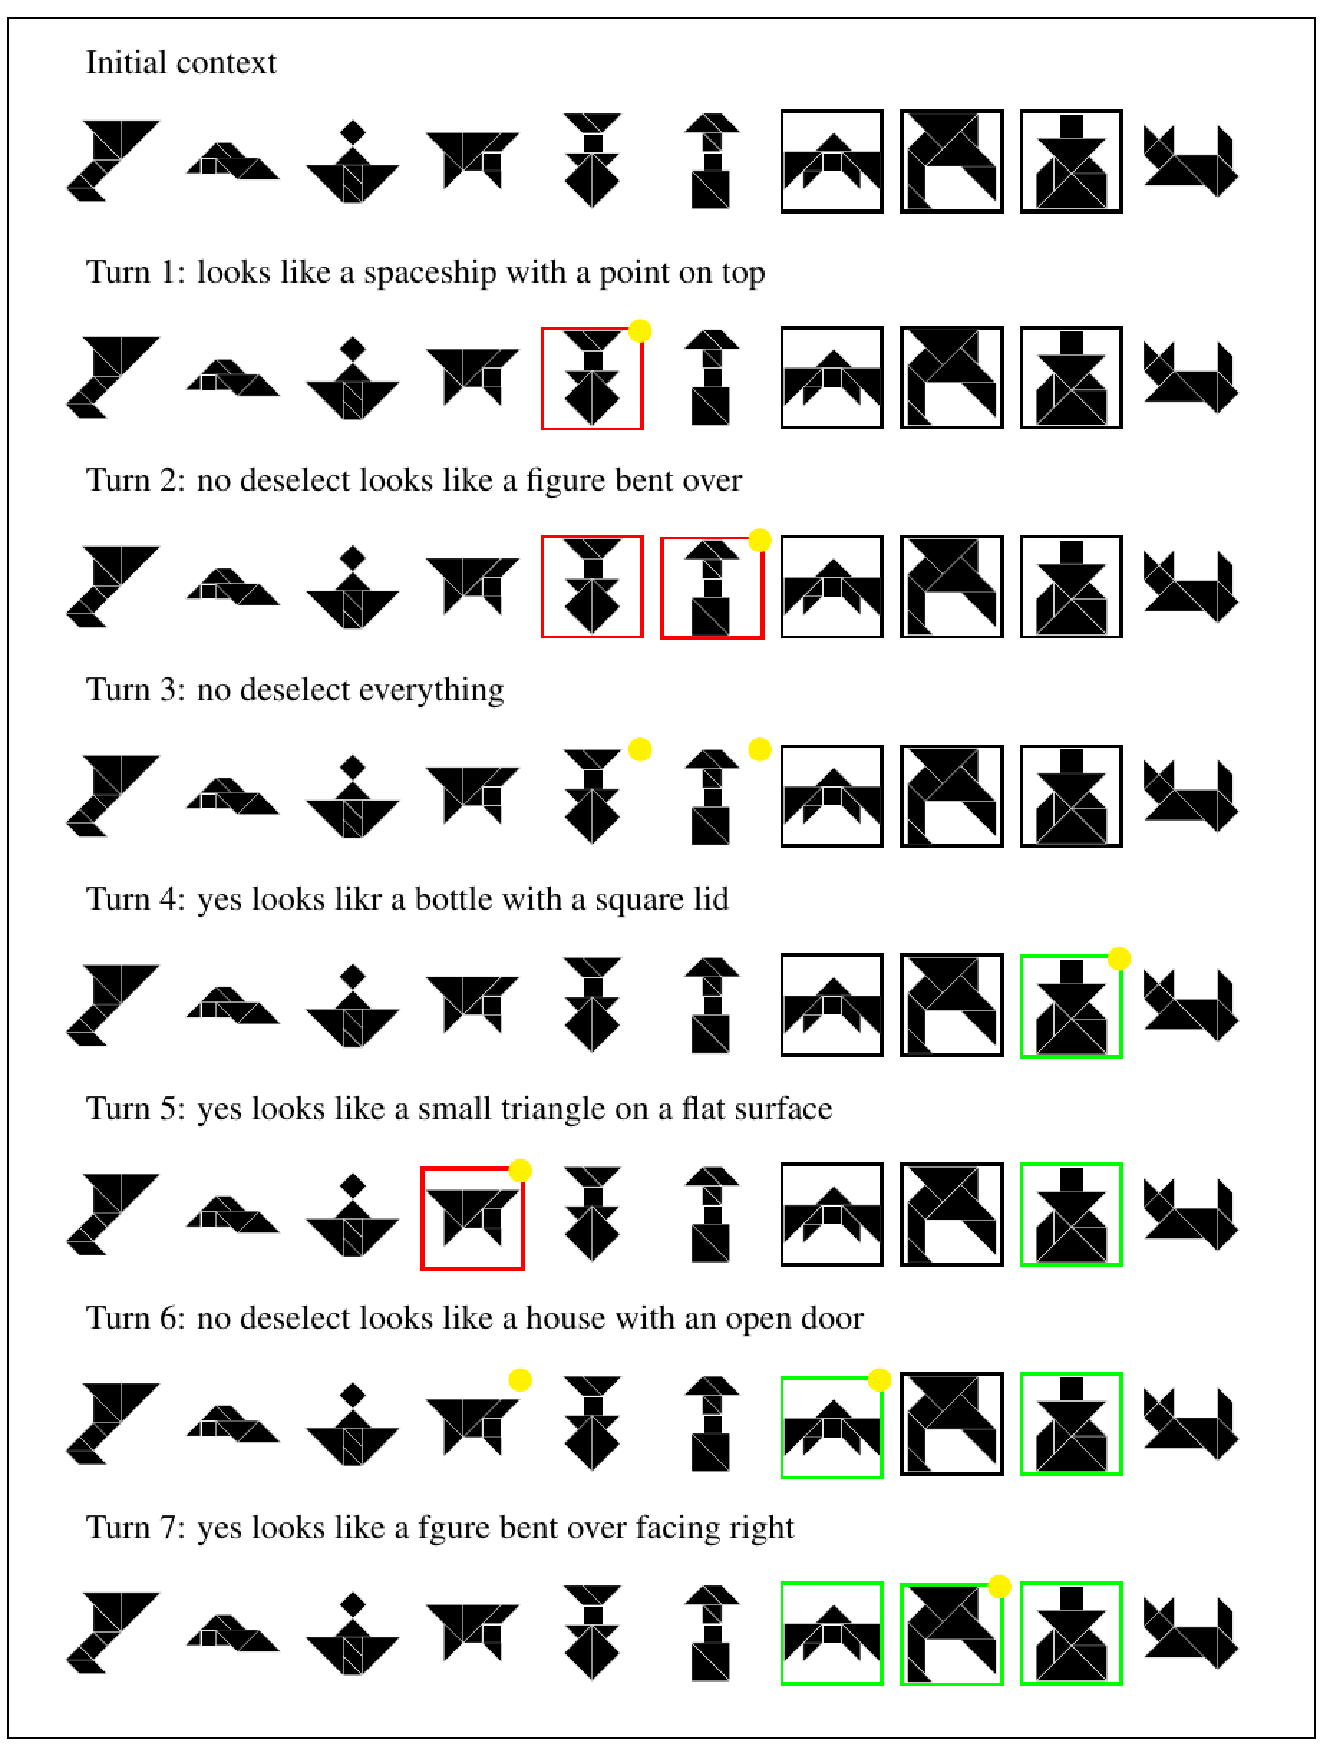 Initial context
Turn 1: looks like a spaceship with a point on top
Turn 2: no deselect looks like a figure bent over
Turn 3: no deselect everything
Turn 4: yes looks likr a bottle with a square lid
Turn 5: yes looks like a small triangle on a flat surface
Turn 6: no deselect looks like a house with an open door
Turn 7: yes looks like a fgure bent over facing right